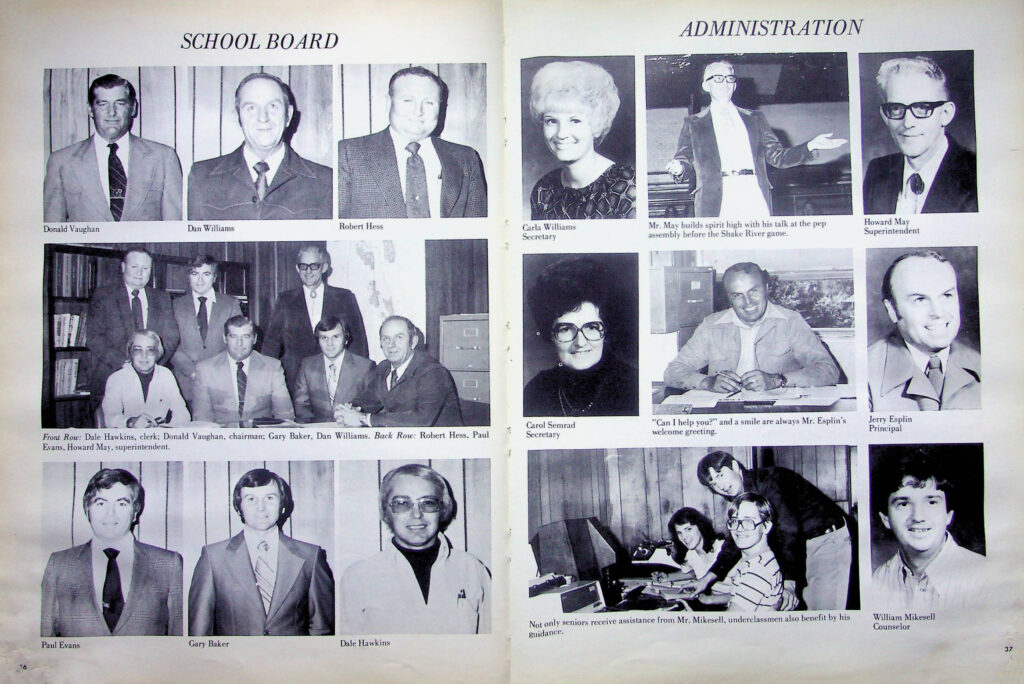 SCHOOL BOARD
Donald Vaughan
Dan Williams
Robert Hess
Front Row: Dale Hawkins, clerk; Donald Vaughan, chairman; Gary Baker, Dan Williams. Back Row: Robert Hess, Paul
Evans, Howard May, superintendent.
Paul Evans
Gary Baker
Dale Hawkins
16
ADMINISTRATION
Carla Williams
Secretary
Mr. May builds spirit high with his talk at the pep
assembly before the Shake River game.
Howard May
Superintendent
Carol Semrad
Secretary
"Can I help you?" and a smile are always Mr. Esplin's
welcome greeting.
Jerry Esplin
Principal
Not only seniors receive assistance from Mr. Mikesell, underclassmen also benefit by his
guidance.
William Mikesell
Counselor
37